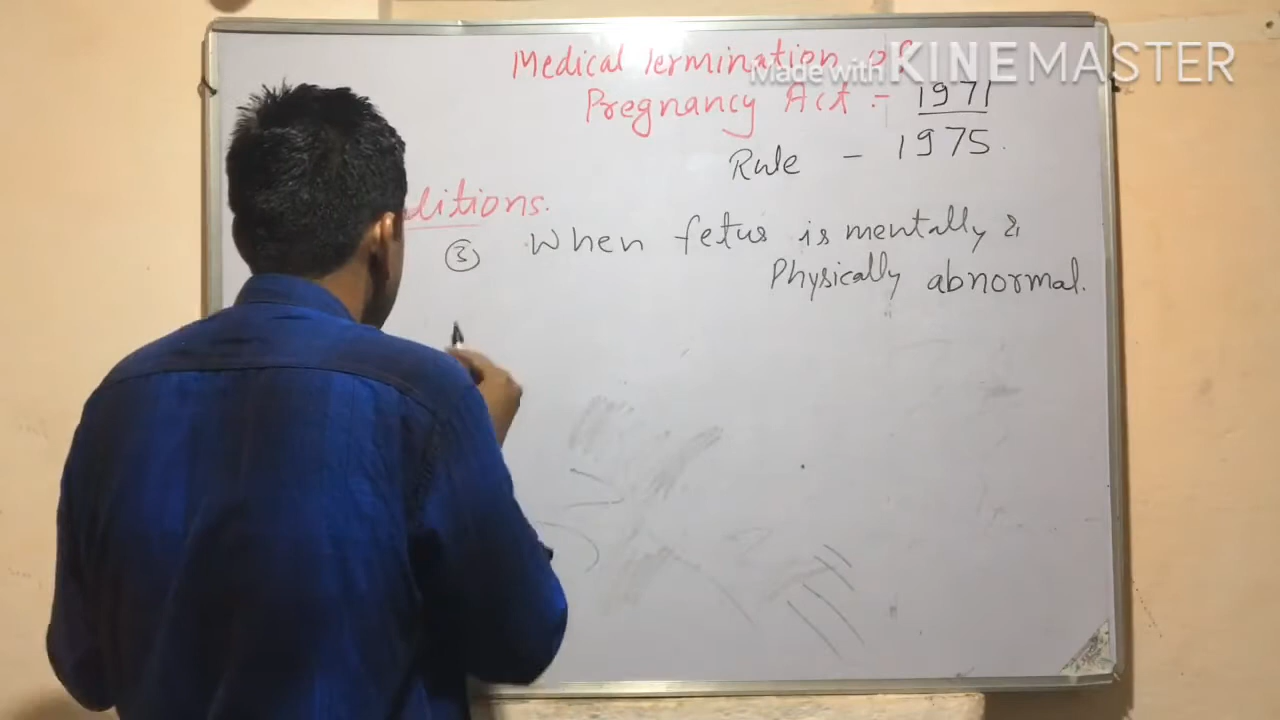 Medical Termination of
Made with KINEMASTER
Pregnancy Act :- 1971
Rule - 1975.
ditions.
③ When fetus is mentally &
Physically abnormal.